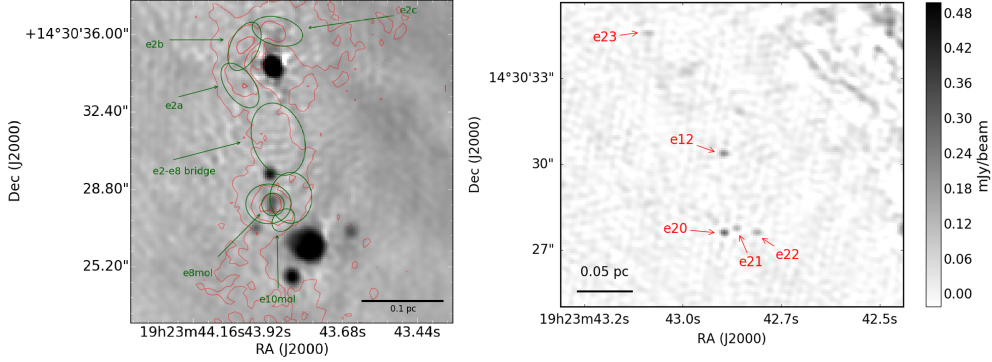 e2c
+14°30'36.00"
e2b
32.40"
e2a
e2-e8 bridge
28.80"
25.20"
e8mol
e10mol
0.1 pc
19h23m44.16s
43.92s
43.68s
43.44s
RA (J2000)
Dec (J2000)
e23
14°30'33"
e12
30"
e20
e21
e22
27"
0.05 pc
19h23m43.2s
43.0s
42.7s
42.5s
RA (J2000)
Dec (J2000)
0.48
0.42
0.36
0.30
0.24
0.18
0.12
0.06
0.00
mJy/beam